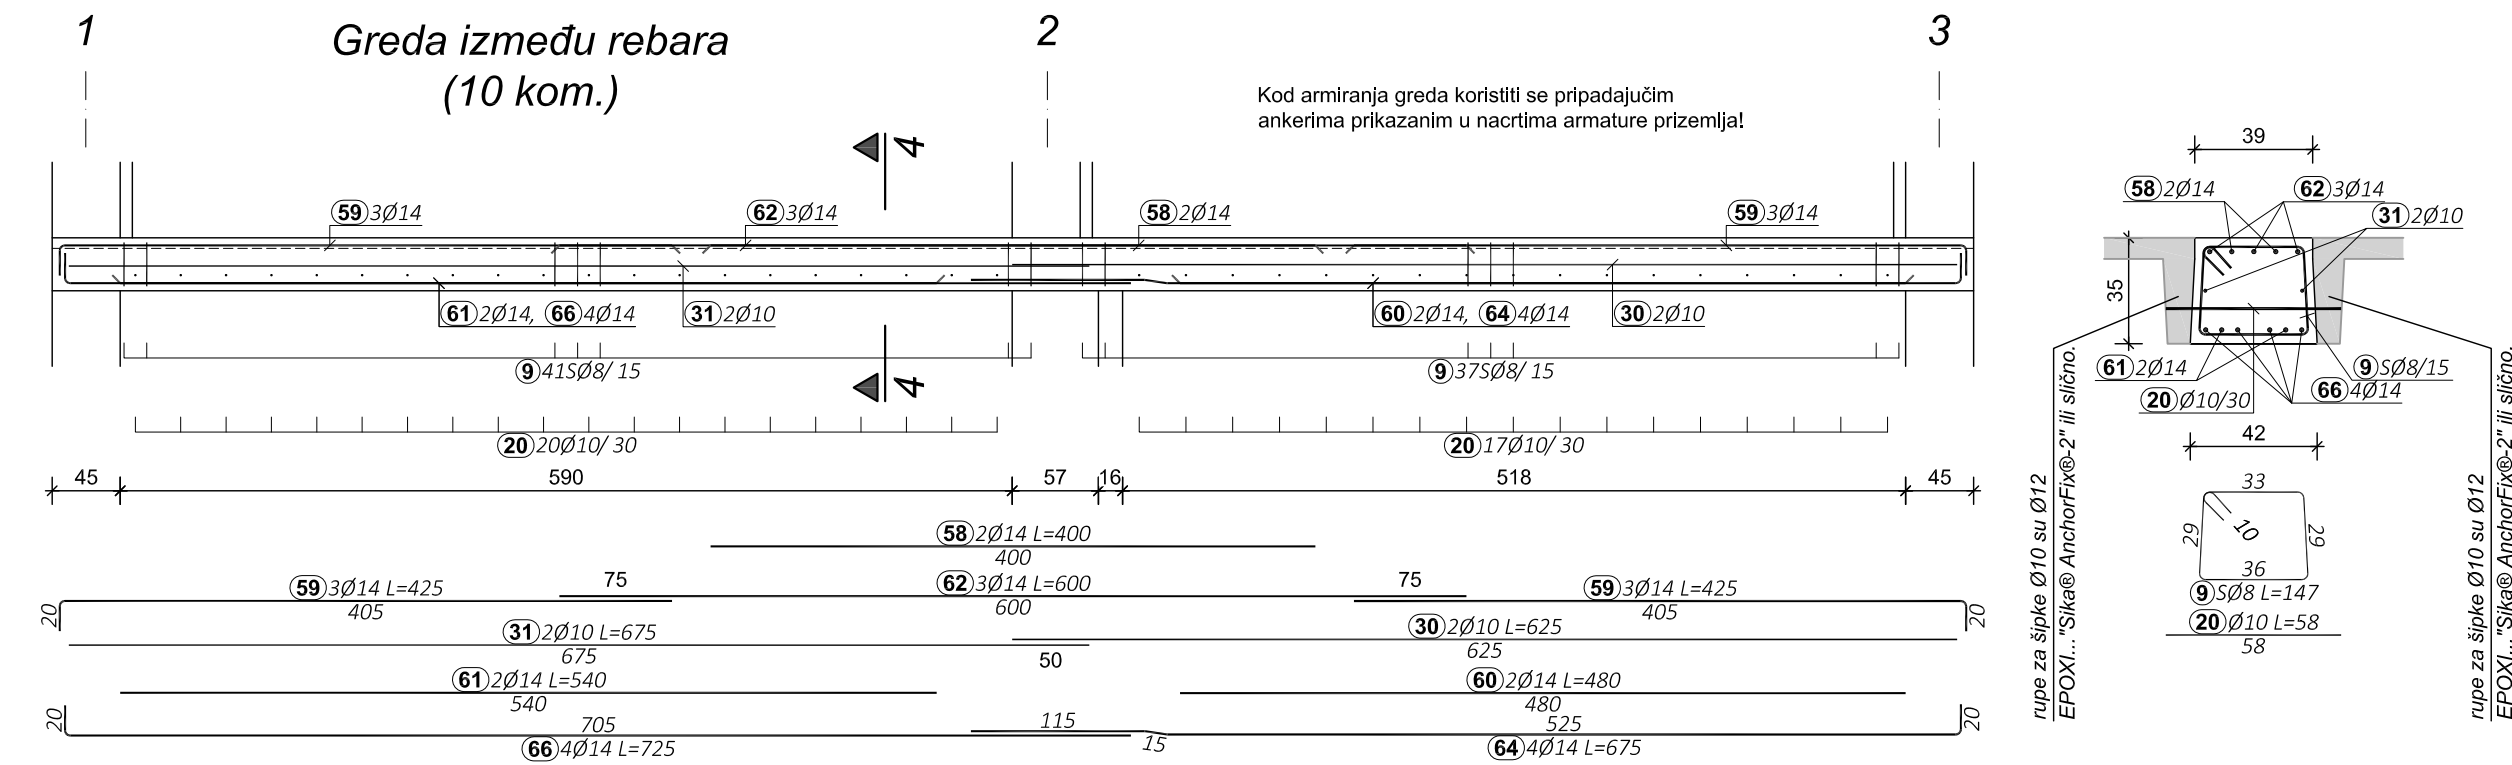 1
Greda između rebara
(10 kom.)
2
3
Kod armiranja greda koristiti se pripadajučim
ankerima prikazanim u nacrtima armature prizemlja!
4
59 3Ø14
62 3Ø14
58 2Ø14
59 3Ø14
61 2Ø14, 66 4Ø14
31 2Ø10
60 2Ø14, 64 4Ø14
30 2Ø10
9 41SØ8/ 15
4
9 37SØ8/ 15
20 20Ø10/ 30
20 17Ø10/ 30
45
590
57
16
518
45
58 2Ø14 L=400
400
59 3Ø14 L=425
75
62 3Ø14 L=600
75
59 3Ø14 L=425
20
405
600
405
20
31 2Ø10 L=675
30 2Ø10 L=625
675
50
625
61 2Ø14 L=540
60 2Ø14 L=480
540
480
20
705
115
525
20
66 4Ø14 L=725
15
64 4Ø14 L=675
39
58 2Ø14
62 3Ø14
31 2Ø10
35
61 2Ø14
9 SØ8/15
20 Ø10/30
66 4Ø14
42
33
29
10
29
36
9 SØ8 L=147
20 Ø10 L=58
58
rupe za šipke Ø10 su Ø12
EPOXI... "Sika® AnchorFix®-2" ili slično.
rupe za šipke Ø10 su Ø12
EPOXI... "Sika® AnchorFix®-2" ili slično.